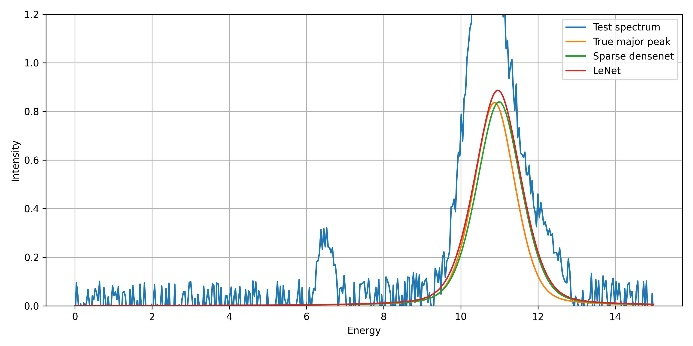 1.2
1.0
0.8
0.6
0.4
0.2
0.0
Intensity
Test spectrum
True major peak
Sparse densenet
LeNet
0 2 4 6 8 10 12 14
Energy